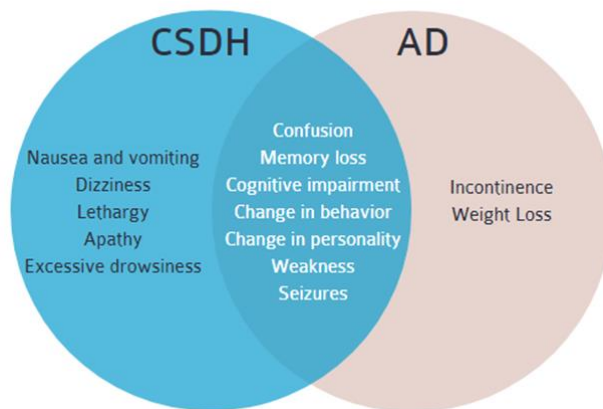 CSDH
AD
Nausea and vomiting
Dizziness
Lethargy
Apathy
Excessive drowsiness
Confusion
Memory loss
Cognitive impairment
Change in behavior
Change in personality
Weakness
Seizures
Incontinence
Weight Loss